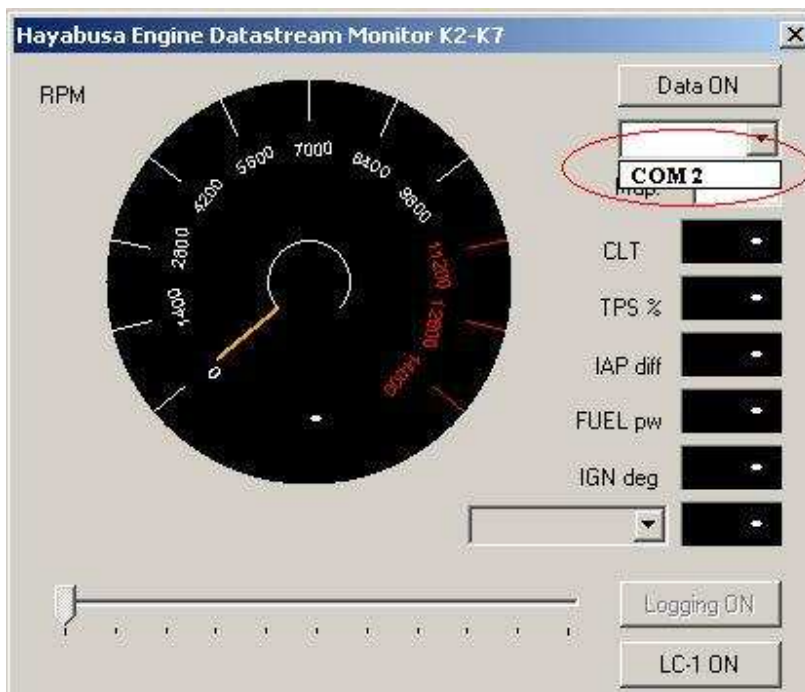 Hayabusa Engine Datastream Monitor K2-K7
RPM
Data ON
COM 2
Map:
0
1400
2800
4200
5600
7000
8400
9800
11200
12600
14000
CLT
TPS %
IAP diff
FUEL pw
IGN deg
Logging ON
LC-1 ON